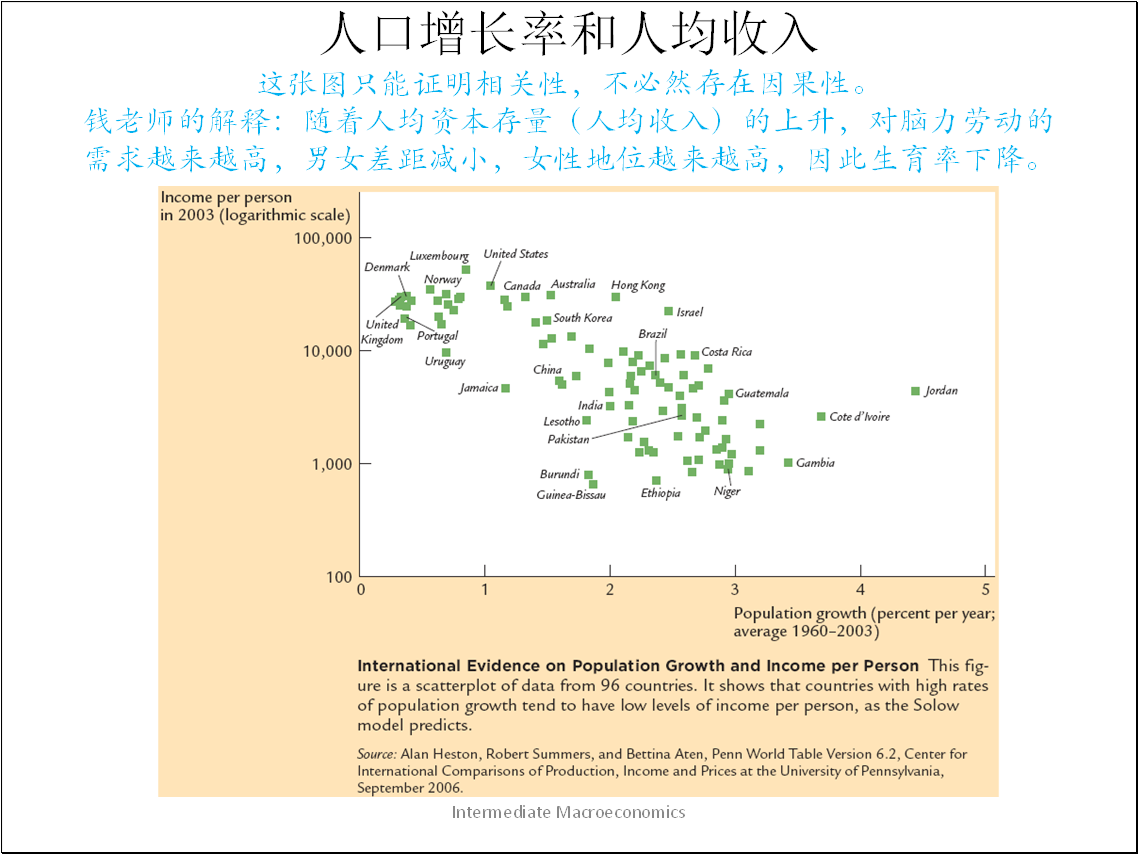 人口增长率和人均收入
这张图只能证明相关性，不必然存在因果性。
钱老师的解释：随着人均资本存量（人均收入）的上升，对脑力劳动的
需求越来越高，男女差距减小，女性地位越来越高，因此生育率下降。
Income per person
in 2003 (logarithmic scale)
100,000
10,000
1,000
100
Luxembourg
United States
Denmark
Norway
Canada
Australia
Hong Kong
Israel
United
Kingdom
Portugal
South Korea
Brazil
Uruguay
Costa Rica
China
Jamaica
Guatemala
Jordan
India
Lesotho
Cote d’Ivoire
Pakistan
Burundi
Gambia
Guinea-Bissau
Ethiopia
Niger
0
1
2
3
4
5
Population growth (percent per year;
average 1960–2003)
International Evidence on Population Growth and Income per Person This fig-
ure is a scatterplot of data from 96 countries. It shows that countries with high rates
of population growth tend to have low levels of income per person, as the Solow
model predicts.
Source: Alan Heston, Robert Summers, and Bettina Aten, Penn World Table Version 6.2, Center for
International Comparisons of Production, Income and Prices at the University of Pennsylvania,
September 2006.
Intermediate Macroeconomics